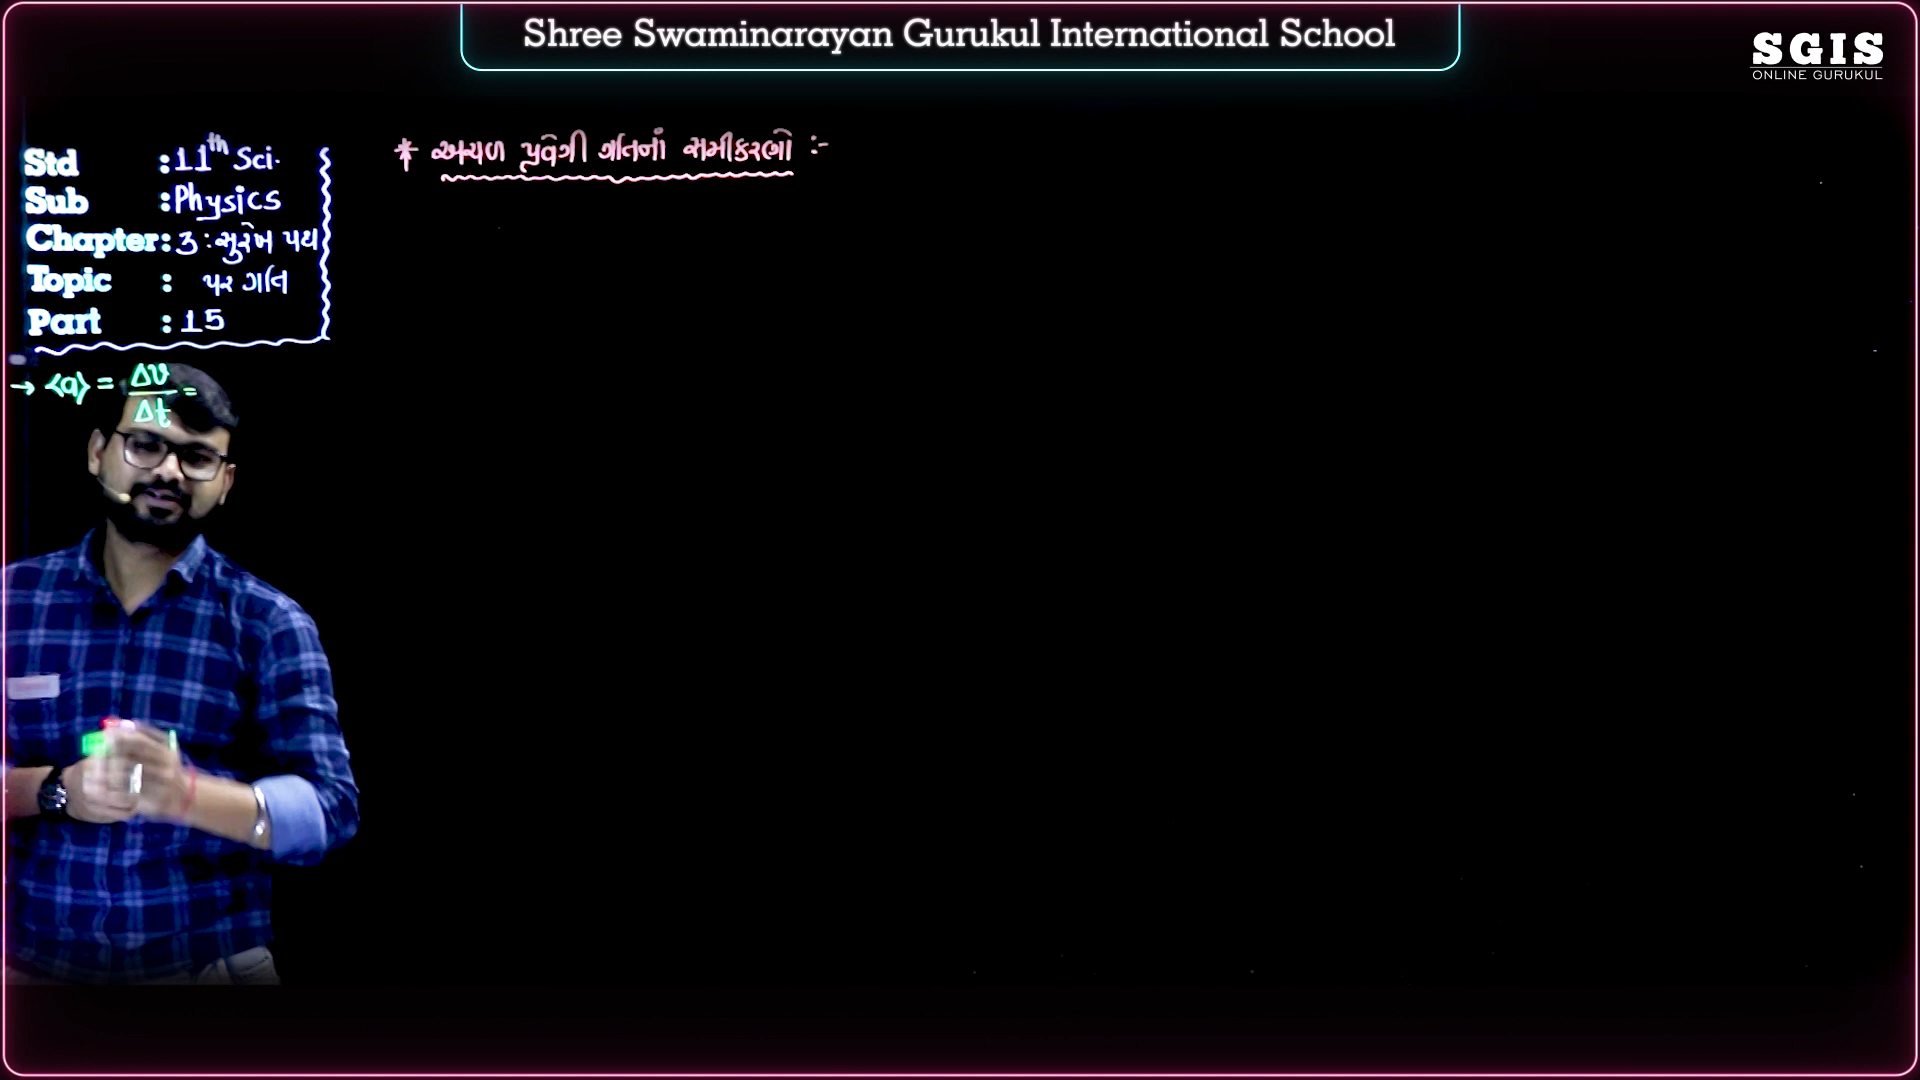 Shree Swaminarayan Gurukul International School
SGIS
ONLINE GURUKUL
Std : 11th Sci.
Sub : Physics
Chapter : 3 : સુરેખ પથ
Topic : પર ગતિ
Part : 15
* અચળ પ્રવેગી ગતિનાં સમીકરણો :-
→ <a> = Δv/Δt =